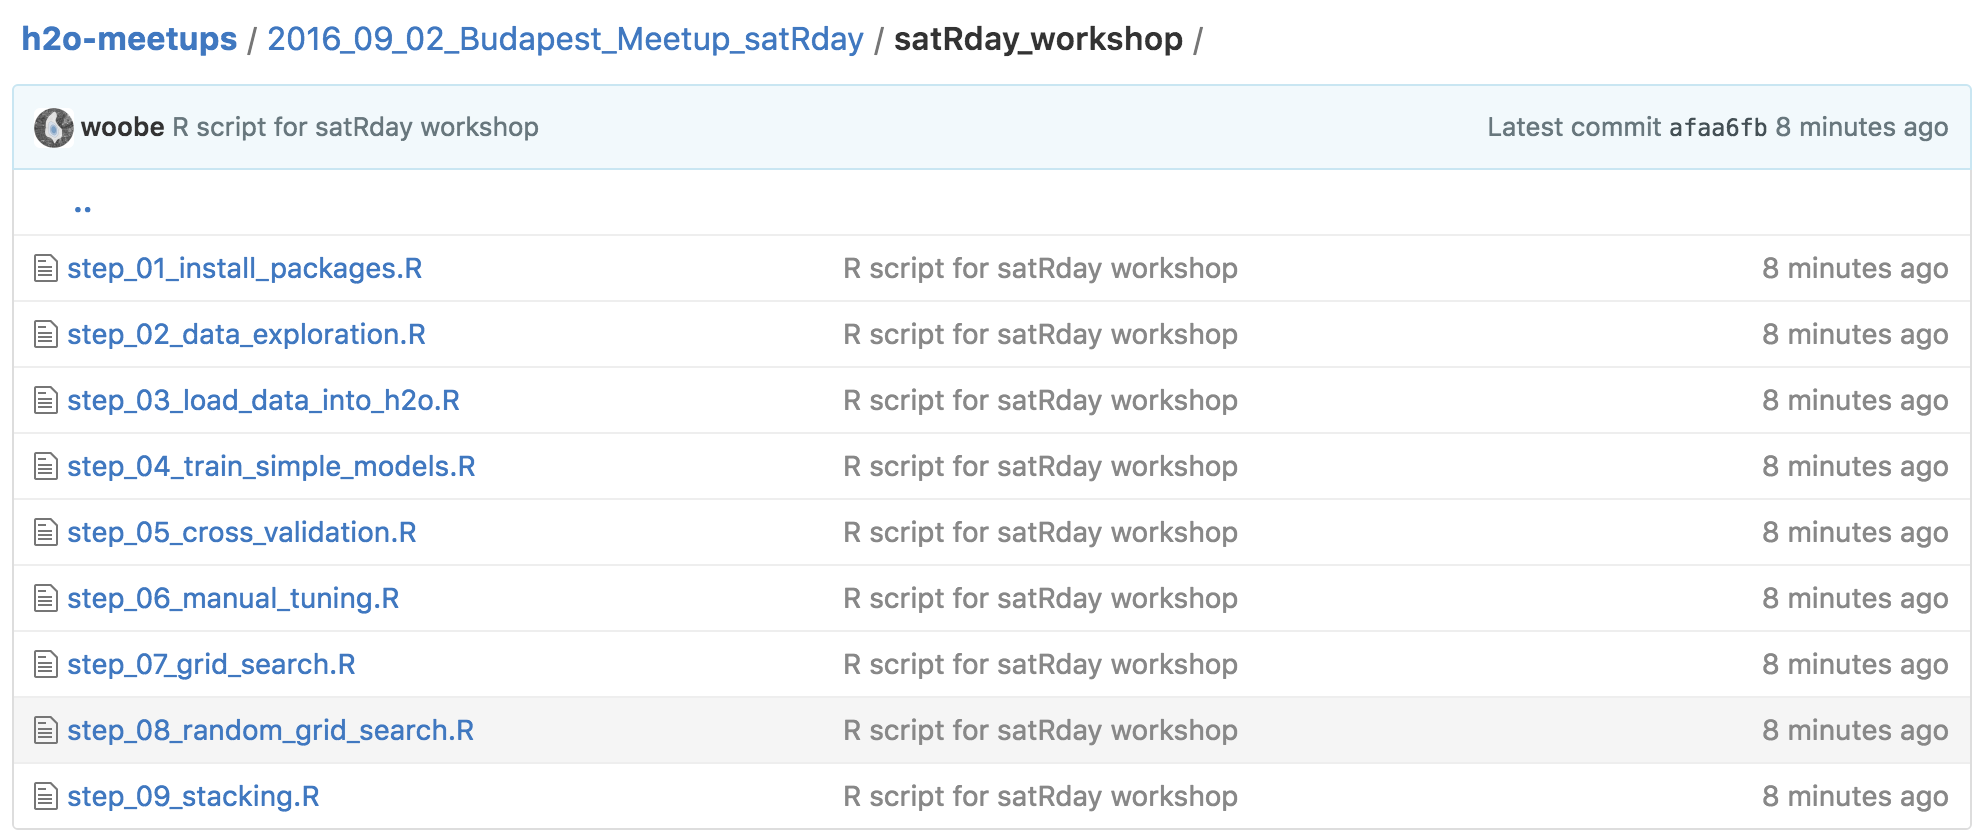 h2o-meetups / 2016_09_02_Budapest_Meetup_satRday / satRday_workshop /
woobe R script for satRday workshop Latest commit afaa6fb 8 minutes ago
..
step_01_install_packages.R R script for satRday workshop 8 minutes ago
step_02_data_exploration.R R script for satRday workshop 8 minutes ago
step_03_load_data_into_h2o.R R script for satRday workshop 8 minutes ago
step_04_train_simple_models.R R script for satRday workshop 8 minutes ago
step_05_cross_validation.R R script for satRday workshop 8 minutes ago
step_06_manual_tuning.R R script for satRday workshop 8 minutes ago
step_07_grid_search.R R script for satRday workshop 8 minutes ago
step_08_random_grid_search.R R script for satRday workshop 8 minutes ago
step_09_stacking.R R script for satRday workshop 8 minutes ago